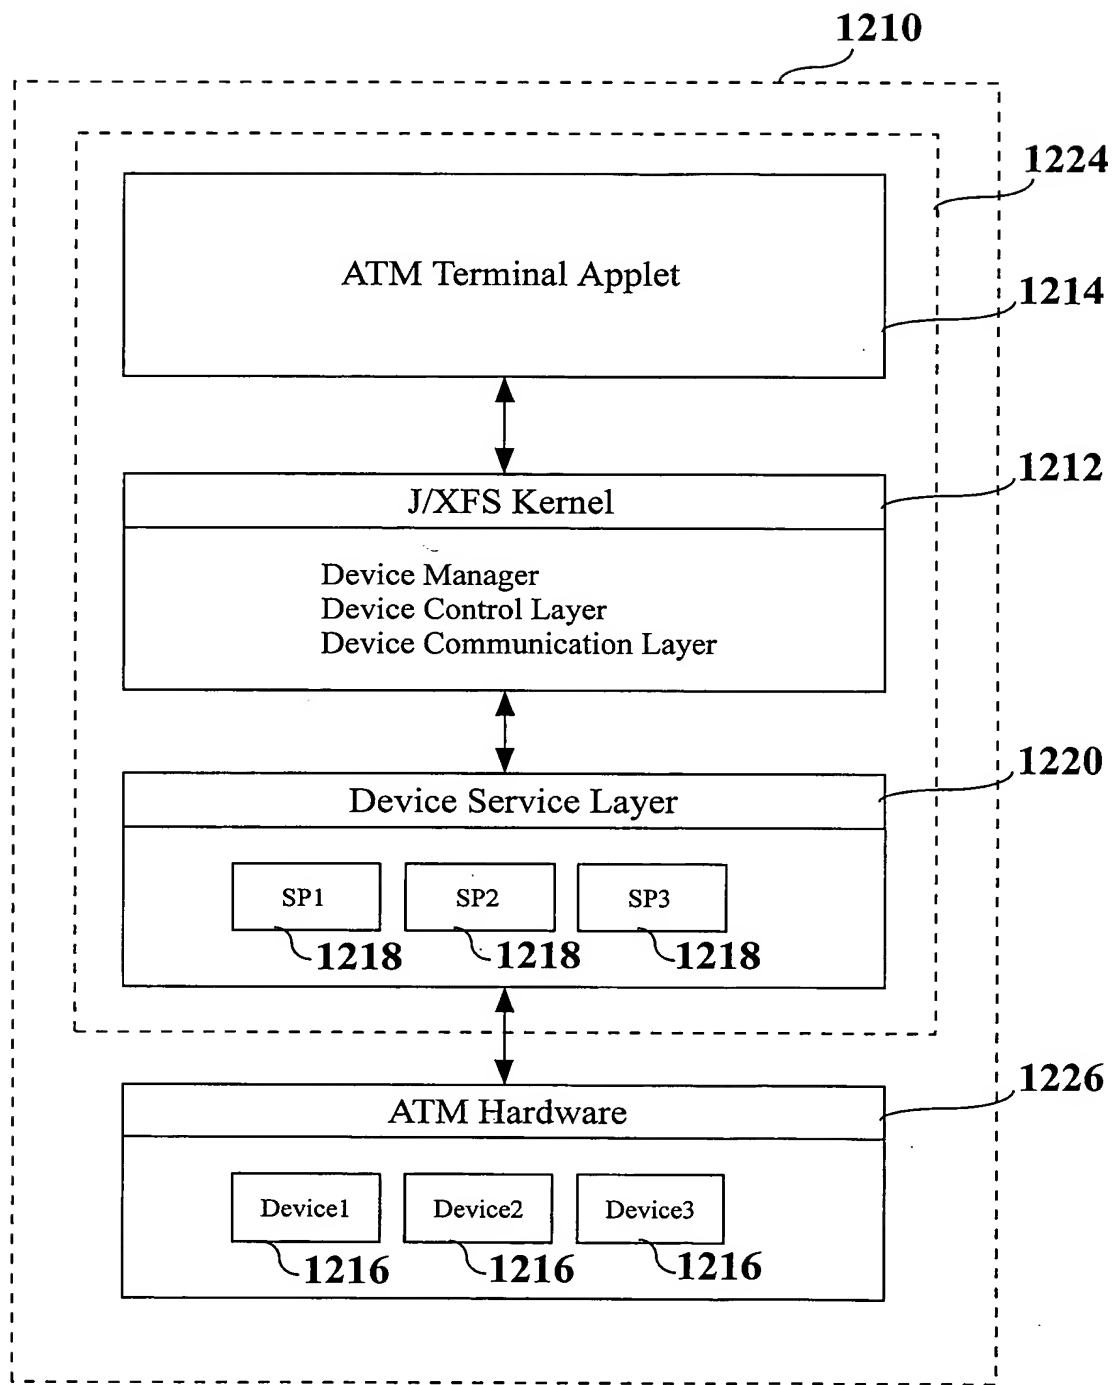 1210
1224
ATM Terminal Applet
1214
J/XFS Kernel
1212
Device Manager
Device Control Layer
Device Communication Layer
Device Service Layer
1220
SP1
SP2
SP3
1218
1218
1218
ATM Hardware
1226
Device1
Device2
Device3
1216
1216
1216